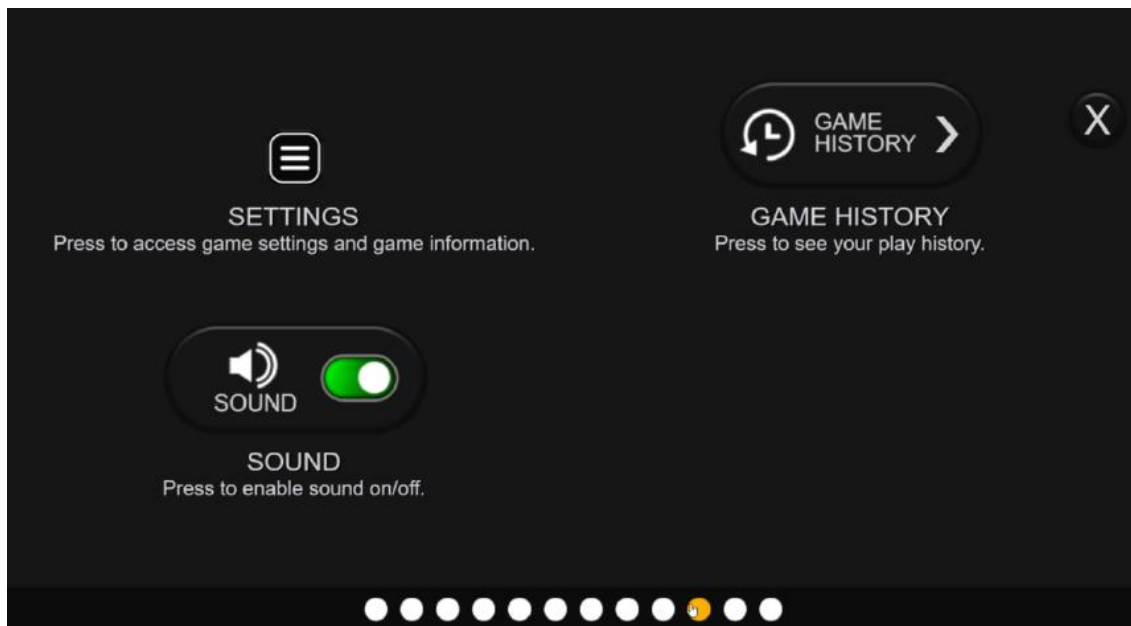 SETTINGS
Press to access game settings and game information.
GAME
HISTORY
GAME HISTORY
Press to see your play history.
X
SOUND
SOUND
Press to enable sound on/off.